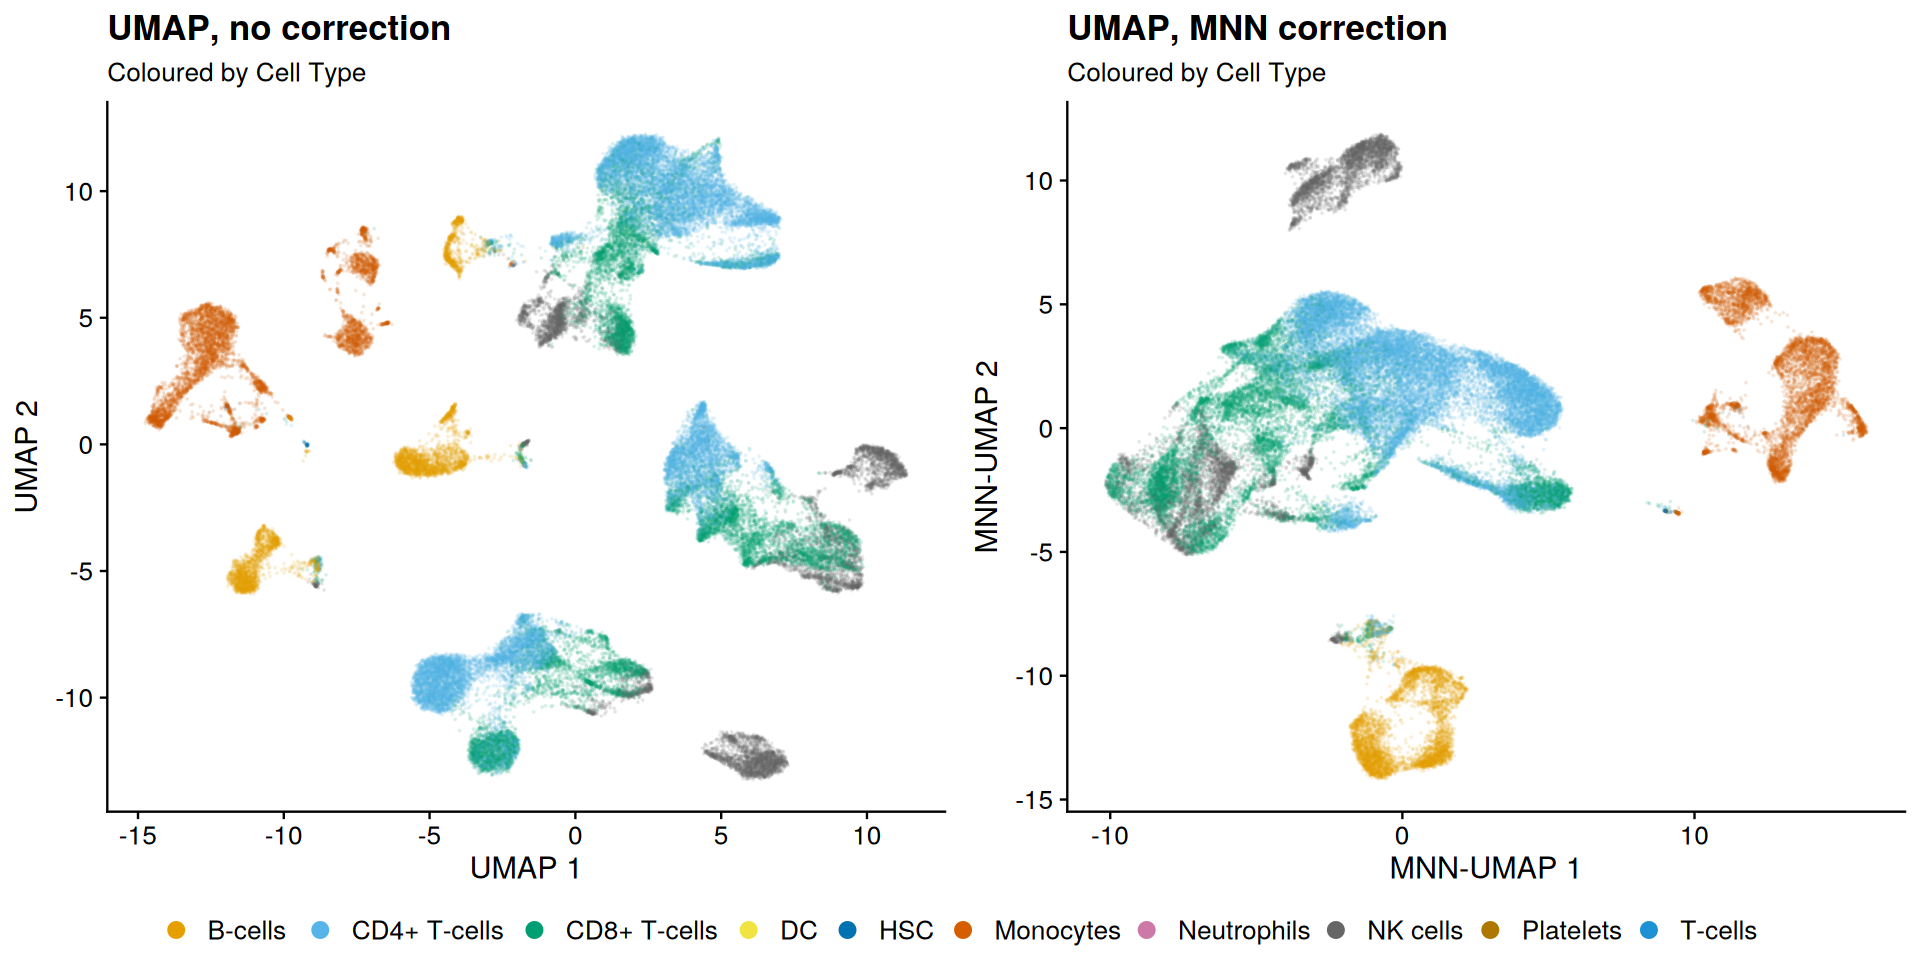 UMAP, no correction
Coloured by Cell Type
10
5
0
-5
-10
UMAP 2
-15
-10
-5
0
5
10
UMAP 1
UMAP, MNN correction
Coloured by Cell Type
10
5
0
-5
-10
-15
MNN-UMAP 2
-10
0
10
MNN-UMAP 1
B-cells CD4+ T-cells CD8+ T-cells DC HSC Monocytes Neutrophils NK cells Platelets T-cells